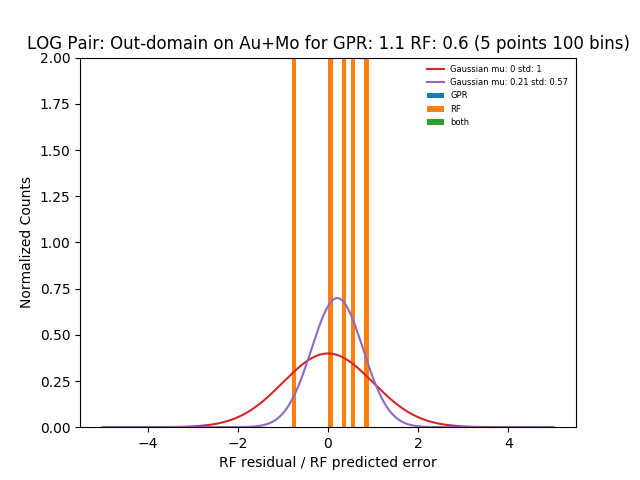 LOG Pair: Out-domain on Au+Mo for GPR: 1.1 RF: 0.6 (5 points 100 bins)
Gaussian mu: 0 std: 1
Gaussian mu: 0.21 std: 0.57
GPR
RF
both
Normalized Counts
2.00
1.75
1.50
1.25
1.00
0.75
0.50
0.25
0.00
−4 −2 0 2 4
RF residual / RF predicted error